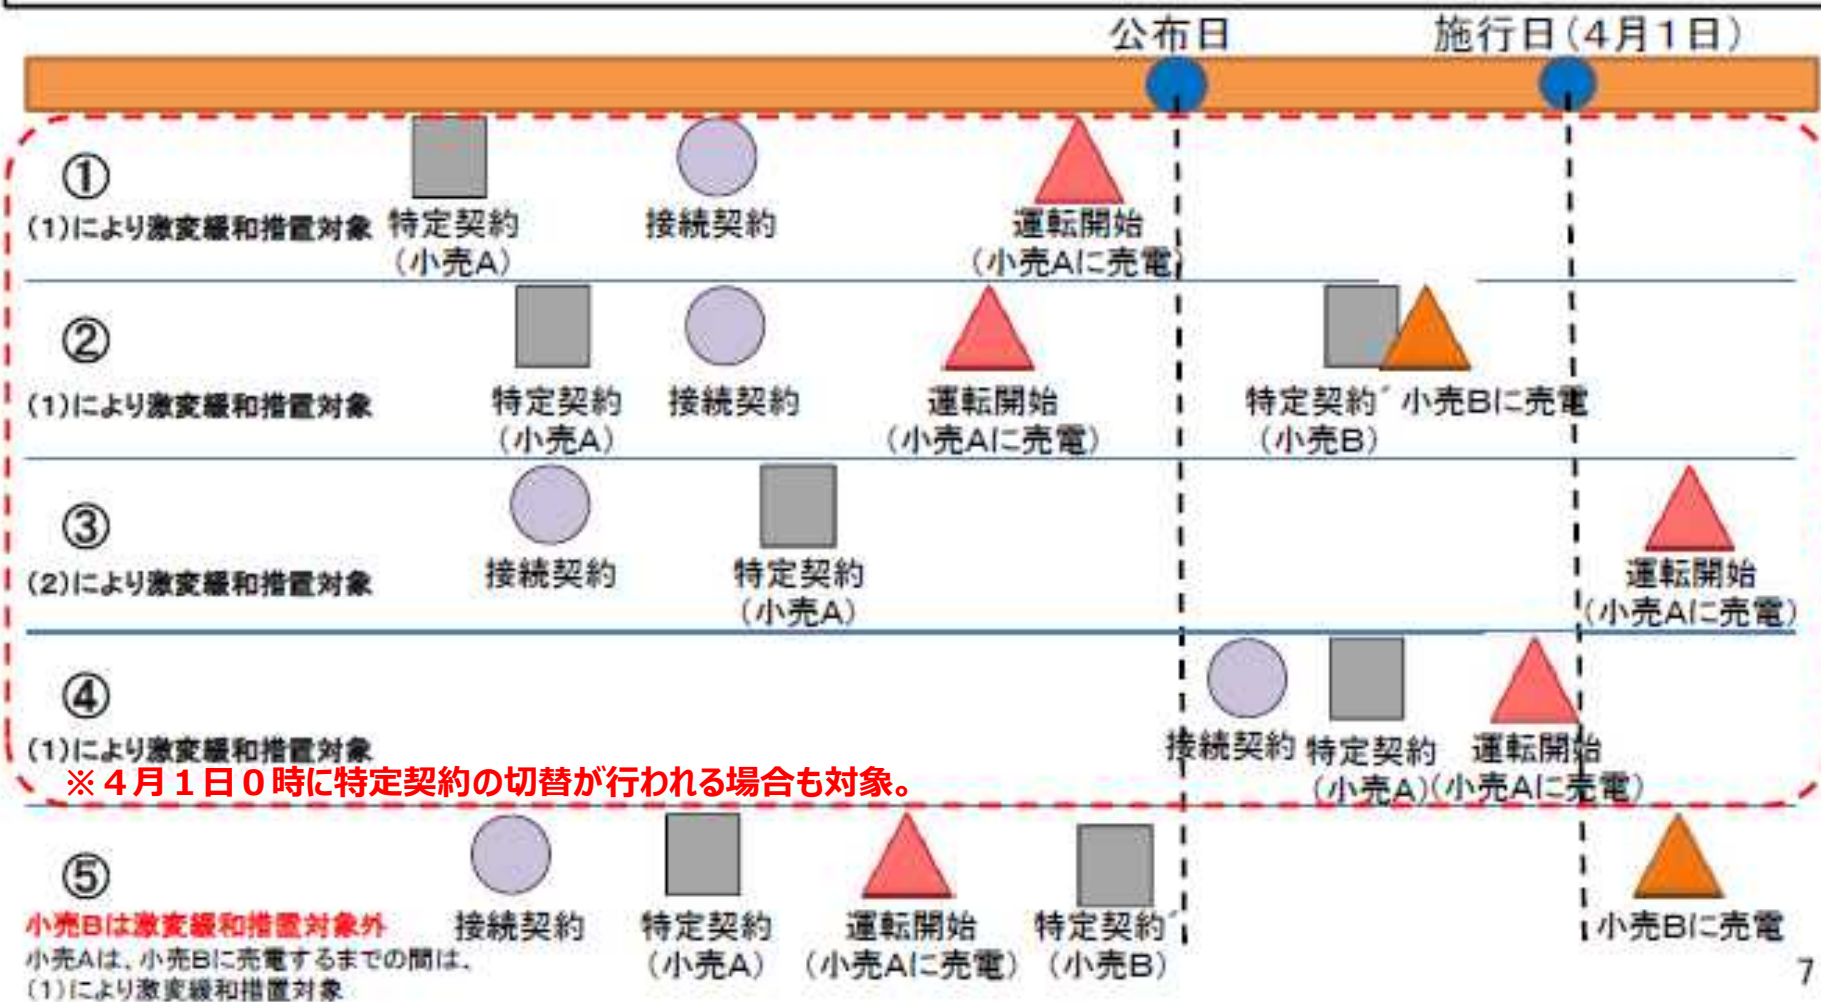 公布日
施行日(4月1日)
①
(1)により激変緩和措置対象
特定契約
(小売A)
接続契約
運転開始
(小売Aに売電)
②
(1)により激変緩和措置対象
特定契約
(小売A)
接続契約
運転開始
(小売Aに売電)
特定契約´
(小売B)
小売Bに売電
③
(2)により激変緩和措置対象
接続契約
特定契約
(小売A)
運転開始
(小売Aに売電)
④
(1)により激変緩和措置対象
※4月1日0時に特定契約の切替が行われる場合も対象。
接続契約
特定契約
(小売A)
運転開始
(小売Aに売電)
⑤
小売Bは激変緩和措置対象外
小売Aは、小売Bに売電するまでの間は、
(1)により激変緩和措置対象
接続契約
特定契約
(小売A)
運転開始
(小売Aに売電)
特定契約´
(小売B)
小売Bに売電
7